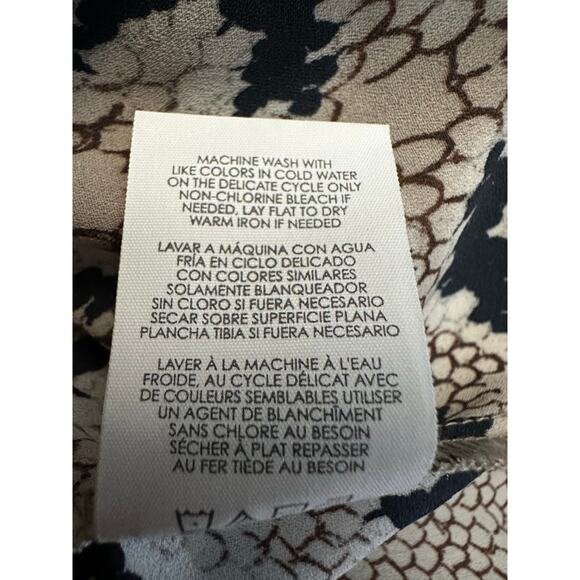 MACHINE WASH WITH
LIKE COLORS IN COLD WATER
ON THE DELICATE CYCLE ONLY
NON-CHLORINE BLEACH IF
NEEDED, LAY FLAT TO DRY
WARM IRON IF NEEDED
LAVAR A MÁQUINA CON AGUA
FRÍA EN CICLO DELICADO
CON COLORES SIMILARES
SOLAMENTE BLANQUEADOR
SIN CLORO SI FUERA NECESARIO
SECAR SOBRE SUPERFICIE PLANA
PLANCHA TIBIA SI FUERA NECESARIO
LAVER À LA MACHINE À L'EAU
FROIDE, AU CYCLE DÉLICAT AVEC
DE COULEURS SEMBLABLES UTILISER
UN AGENT DE BLANCHÎMENT
SANS CHLORE AU BESOIN
SÉCHER À PLAT REPASSER
AU FER TIÈDE AU BESOIN